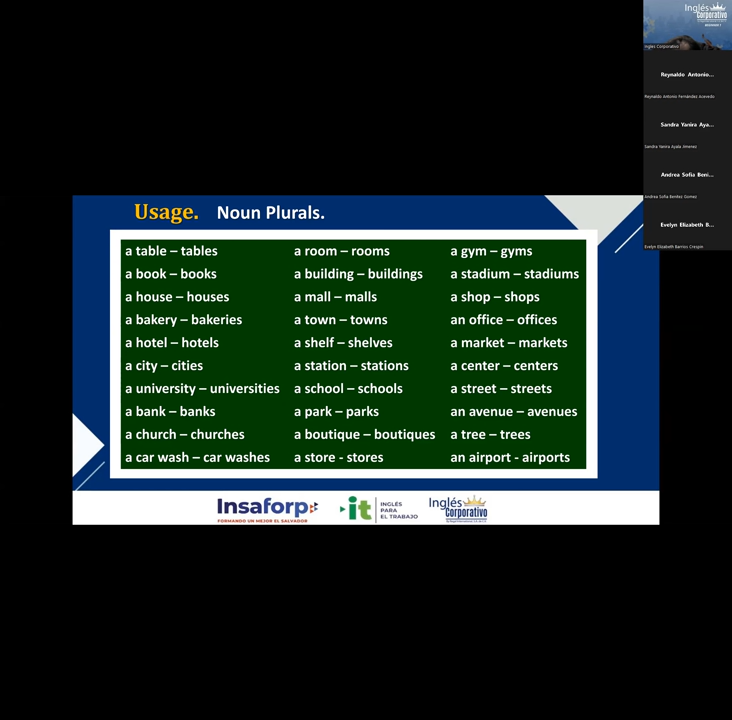 Inglés
Corporativo
Ingles Corporativo
Reynaldo Antonio...
Reynaldo Antonio Fernández Acevedo
Sandra Yanira Aya...
Sandra Yanira Ayala Jimenez
Andrea Sofia Beni...
Andrea Sofia Benitez Gomez
Evelyn Elizabeth B...
Evelyn Elizabeth Barrios Crespin
Usage. Noun Plurals.
a table – tables
a book – books
a house – houses
a bakery – bakeries
a hotel – hotels
a city – cities
a university – universities
a bank – banks
a church – churches
a car wash – car washes
a room – rooms
a building – buildings
a mall – malls
a town – towns
a shelf – shelves
a station – stations
a school – schools
a park – parks
a boutique – boutiques
a store - stores
a gym – gyms
a stadium – stadiums
a shop – shops
an office – offices
a market – markets
a center – centers
a street – streets
an avenue – avenues
a tree – trees
an airport - airports
Insaforp
FORMANDO UN MEJOR EL SALVADOR
it
INGLÉS
PARA
EL TRABAJO
Inglés
Corporativo